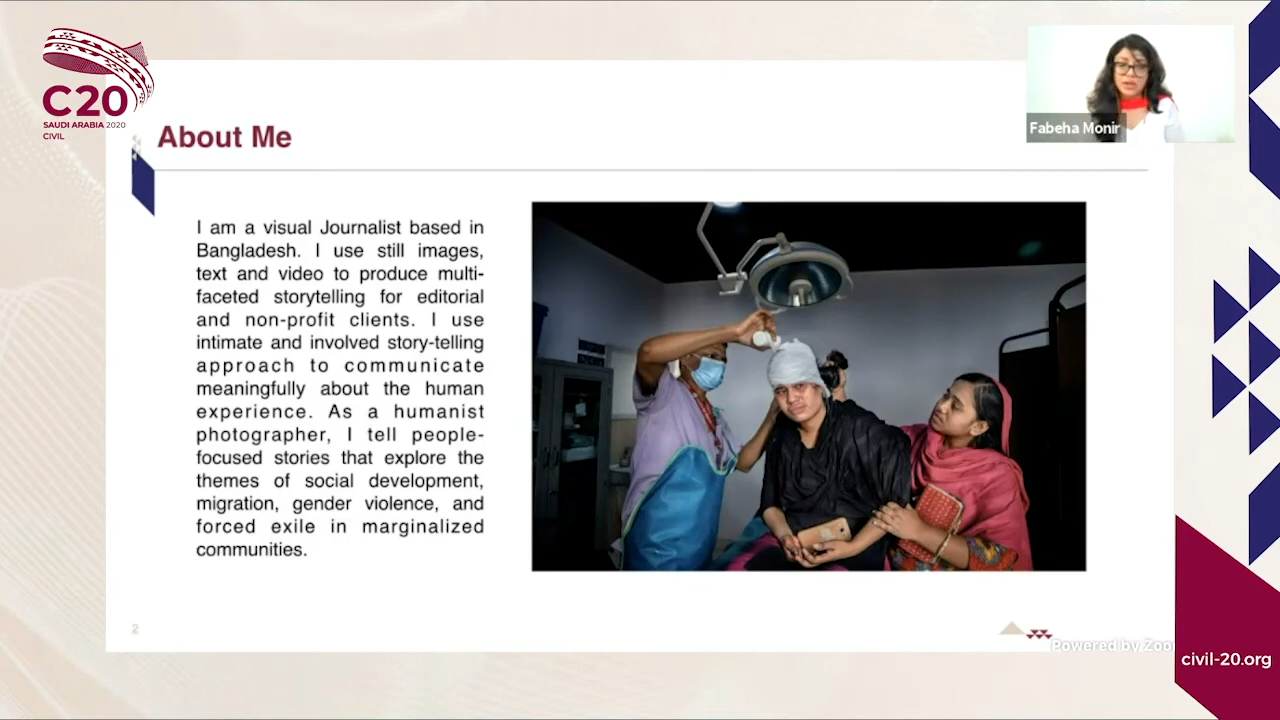 C20
SAUDI ARABIA 2020
CIVIL
About Me
Fabeha Monir
I am a visual Journalist based in
Bangladesh. I use still images,
text and video to produce multi-
faceted storytelling for editorial
and non-profit clients. I use
intimate and involved story-telling
approach to communicate
meaningfully about the human
experience. As a humanist
photographer, I tell people-
focused stories that explore the
themes of social development,
migration, gender violence, and
forced exile in marginalized
communities.
2
Powered by Zoo
civil-20.org